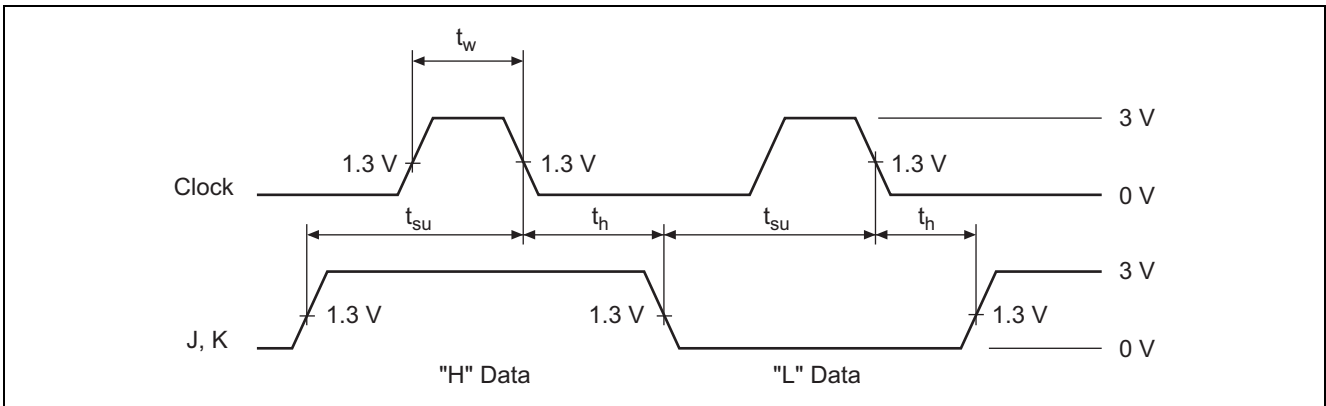 t_w
3 V
1.3 V
1.3 V
1.3 V
Clock
0 V
t_su
t_h
t_su
t_h
3 V
1.3 V
1.3 V
1.3 V
J, K
0 V
"H" Data
"L" Data